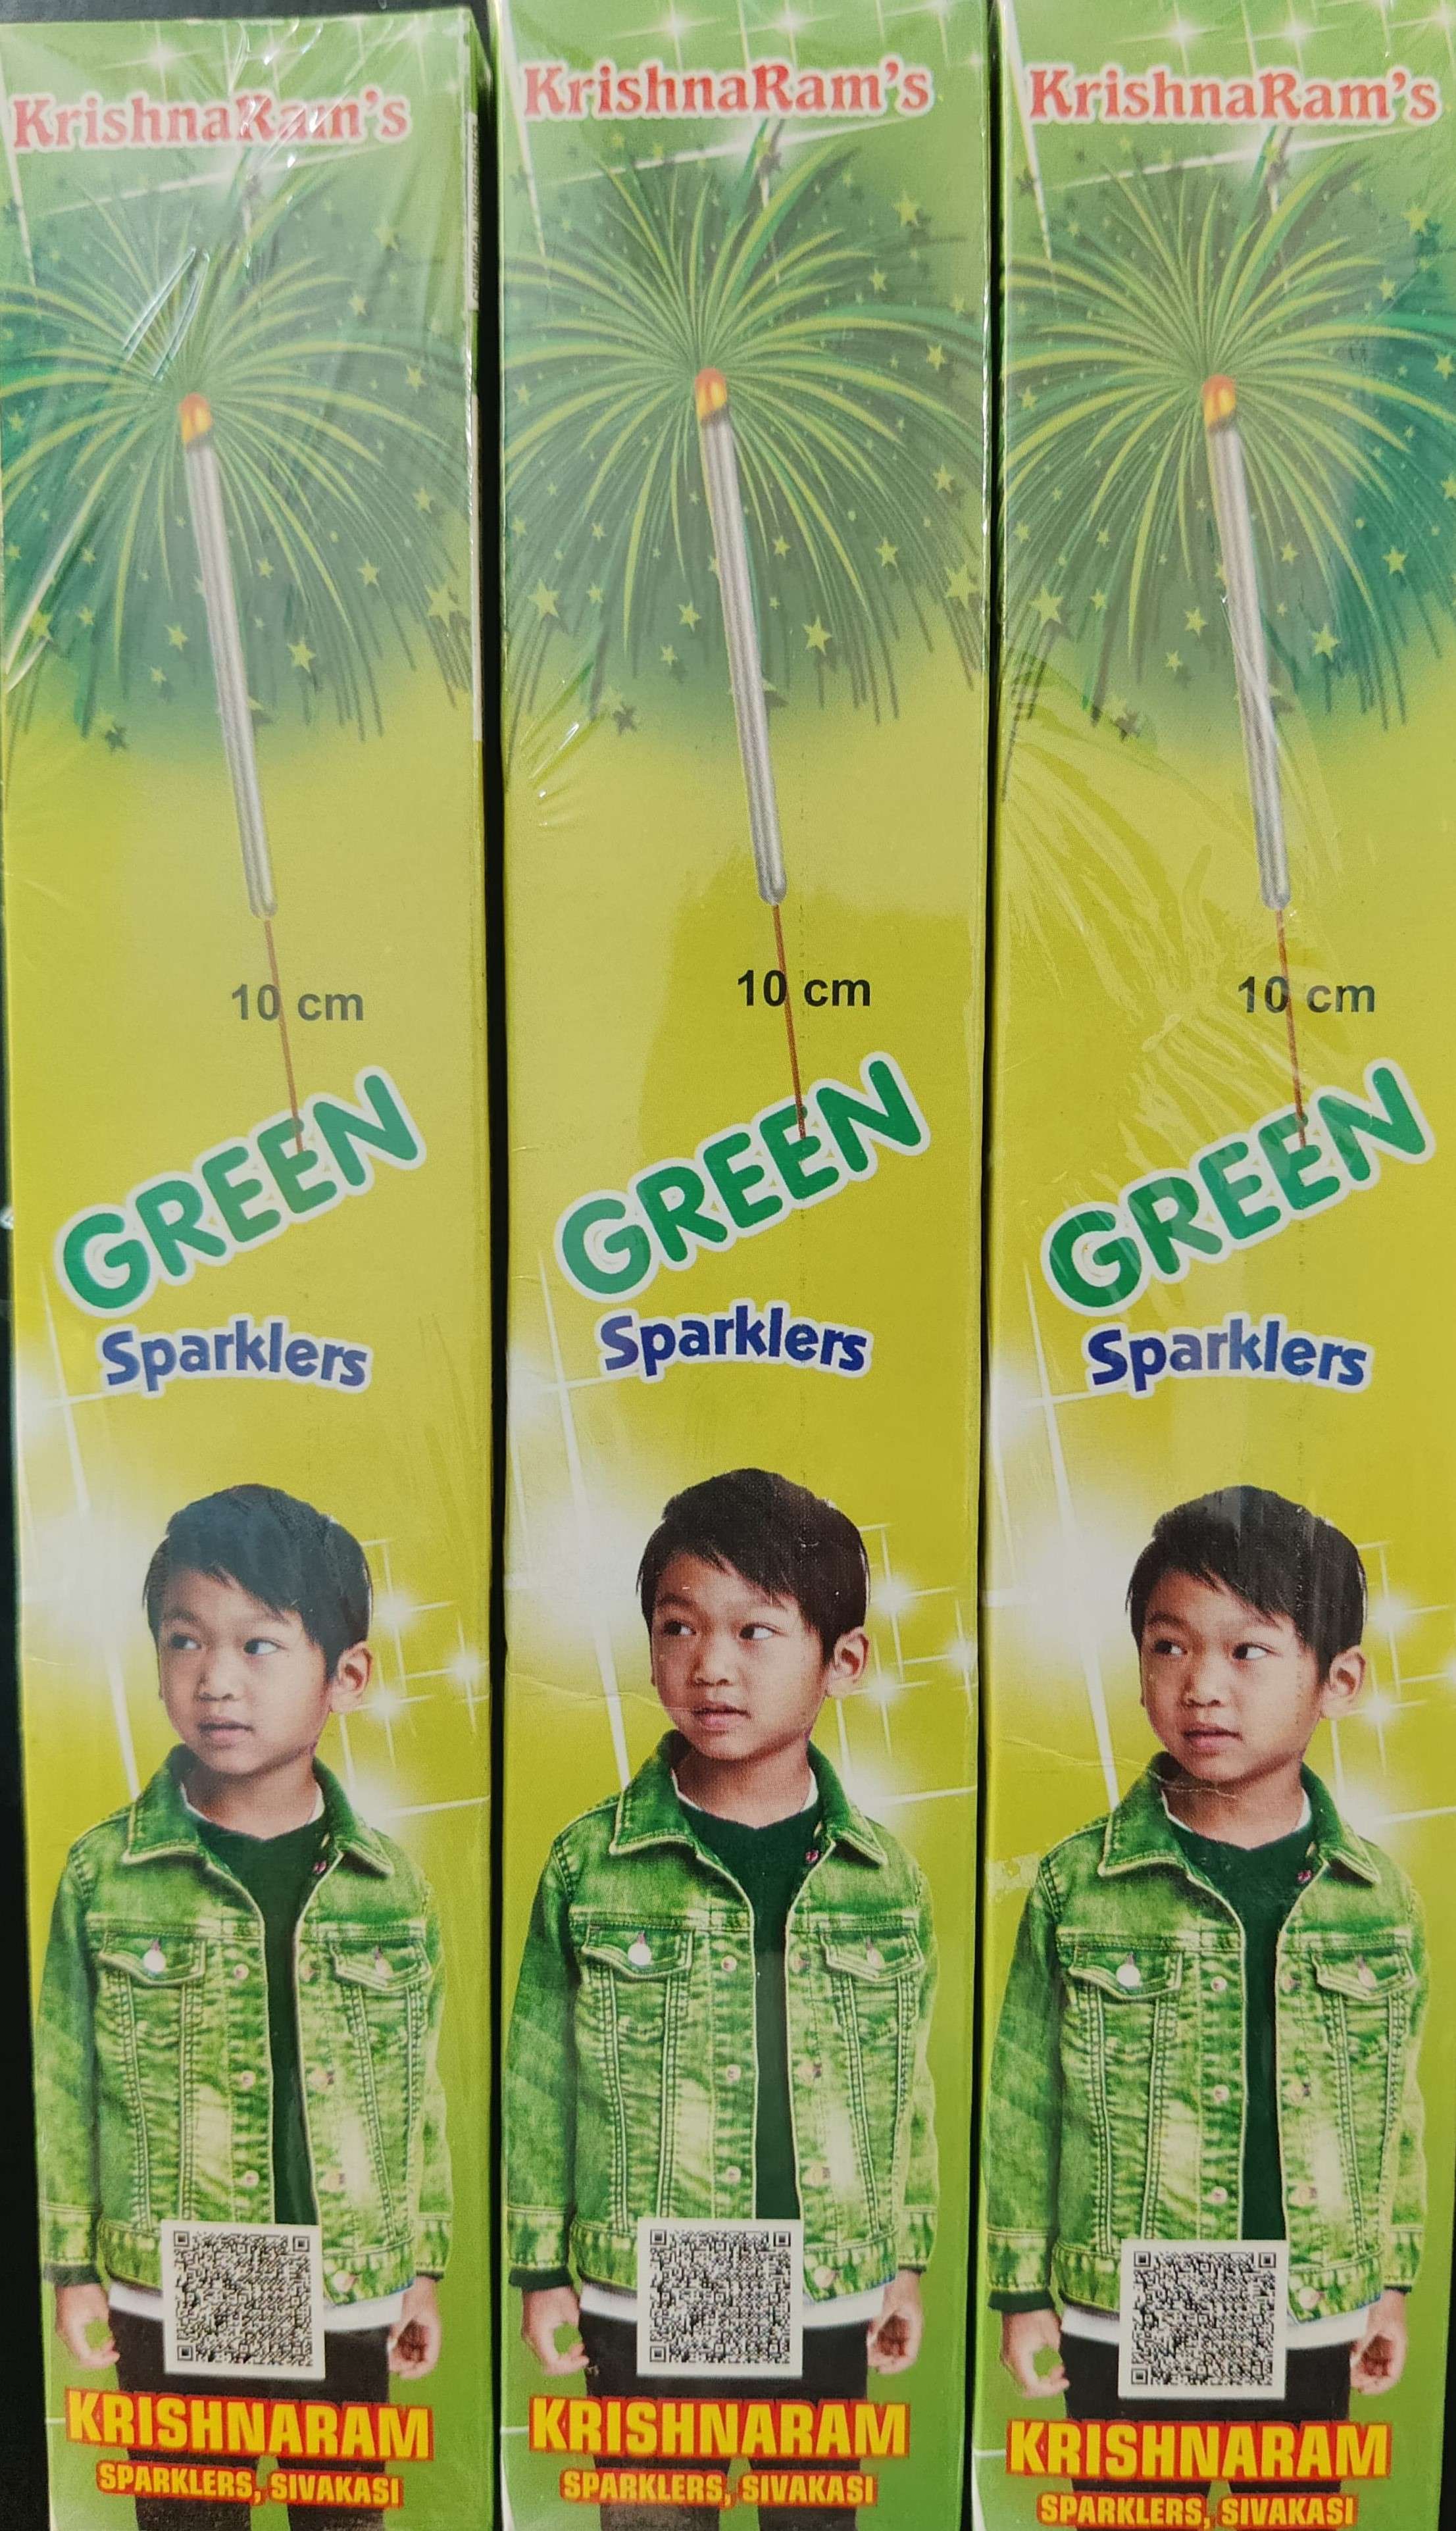 KrishnaRam's
10 cm
GREEN
Sparklers
KRISHNARAM
SPARKLERS, SIVAKASI
KrishnaRam's
10 cm
GREEN
Sparklers
KRISHNARAM
SPARKLERS, SIVAKASI
KrishnaRam's
10 cm
GREEN
Sparklers
KRISHNARAM
SPARKLERS, SIVAKASI